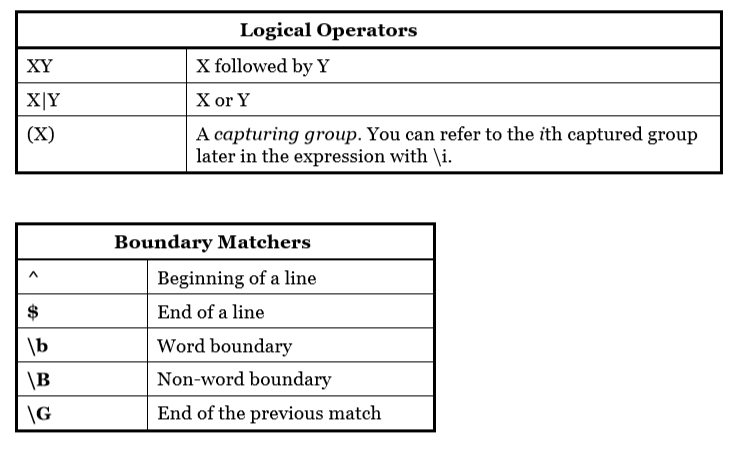 Logical Operators
XY X followed by Y
X|Y X or Y
(X) A capturing group. You can refer to the ith captured group
later in the expression with \i.
Boundary Matchers
^ Beginning of a line
$ End of a line
\b Word boundary
\B Non-word boundary
\G End of the previous match